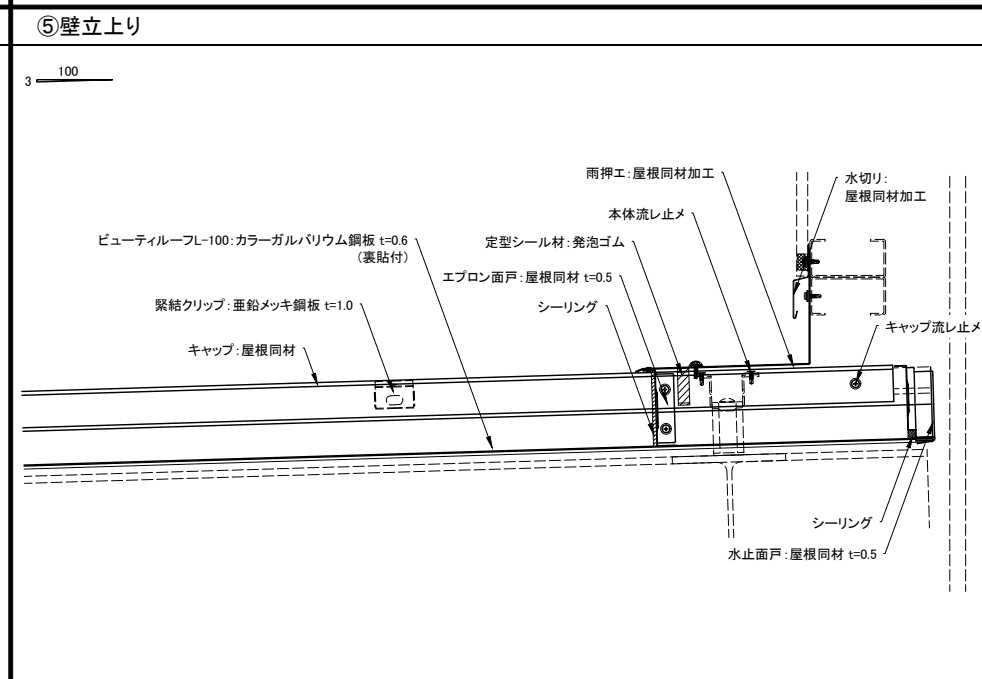 ⑤壁立上り
100
3
雨押エ:屋根同材加工
水切リ:
屋根同材加工
本体流レ止メ
ビューティルーフL-100:カラーガルバリウム鋼板 t=0.6
(裏貼付)
定型シール材:発泡ゴム
エプロン面戸:屋根同材 t=0.5
緊結クリップ:亜鉛メッキ鋼板 t=1.0
シーリング
キャップ流レ止メ
キャップ:屋根同材
シーリング
水止面戸:屋根同材 t=0.5